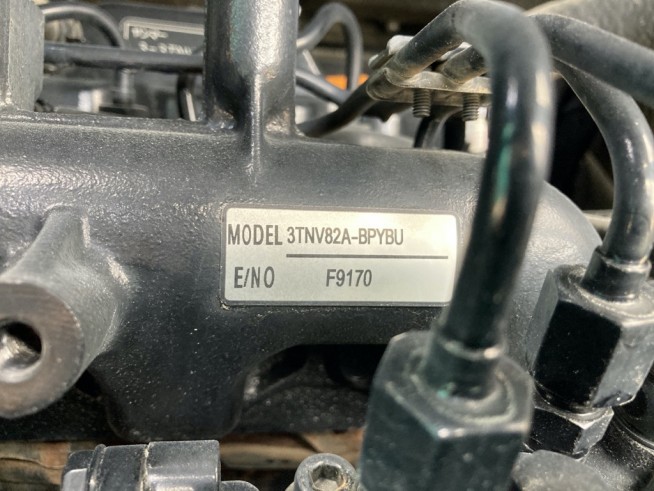 MODEL 3TNV82A-BPYBU
E/NO F9170